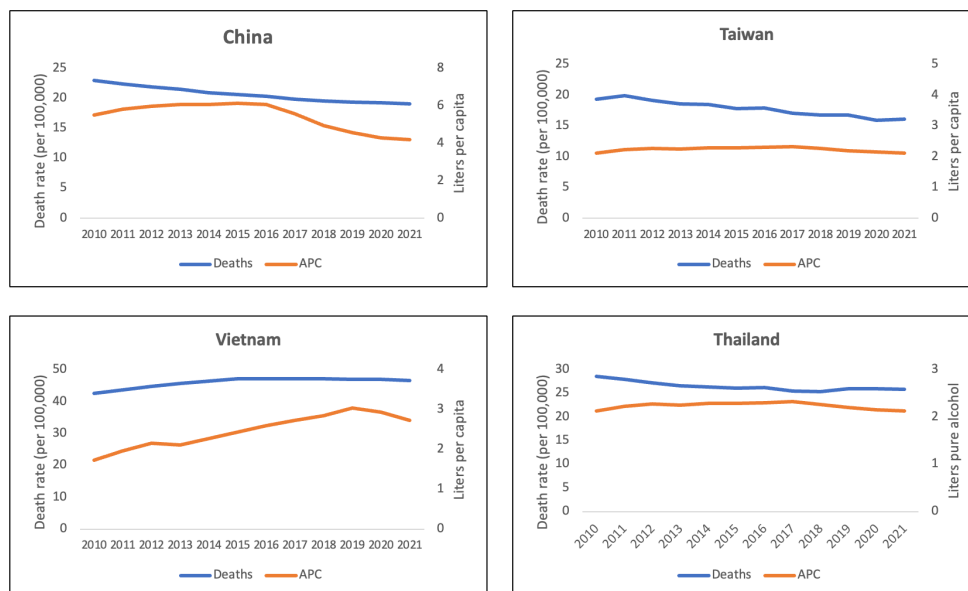 China
Death rate (per 100,000)
25
20
15
10
5
0
8
6
4
2
0
Liters per capita
2010 2011 2012 2013 2014 2015 2016 2017 2018 2019 2020 2021
Deaths APC
Taiwan
Death rate (per 100,000)
25
20
15
10
5
0
5
4
3
2
1
0
Liters per capita
2010 2011 2012 2013 2014 2015 2016 2017 2018 2019 2020 2021
Deaths APC
Vietnam
Death rate (per 100,000)
50
40
30
20
10
0
4
3
2
1
0
Liters per capita
2010 2011 2012 2013 2014 2015 2016 2017 2018 2019 2020 2021
Deaths APC
Thailand
Death rate (per 100,000)
30
25
20
15
10
5
0
3
2
1
0
Liters pure alcohol
2010 2011 2012 2013 2014 2015 2016 2017 2018 2019 2020 2021
Deaths APC